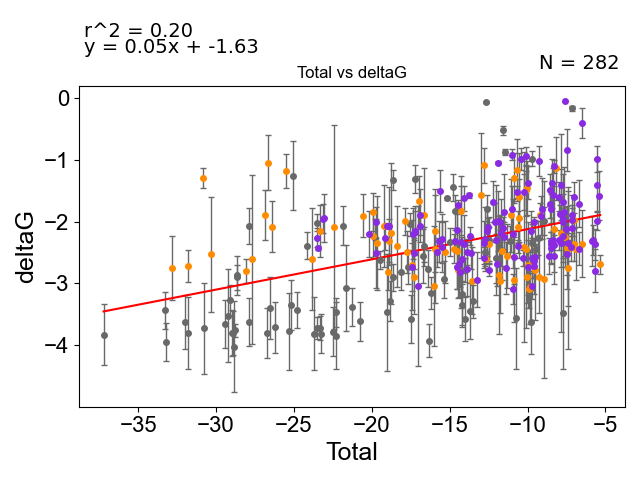 r^2 = 0.20
y = 0.05x + -1.63
N = 282
Total vs deltaG
deltaG
0
−1
−2
−3
−4
−35
−30
−25
−20
−15
−10
−5
Total